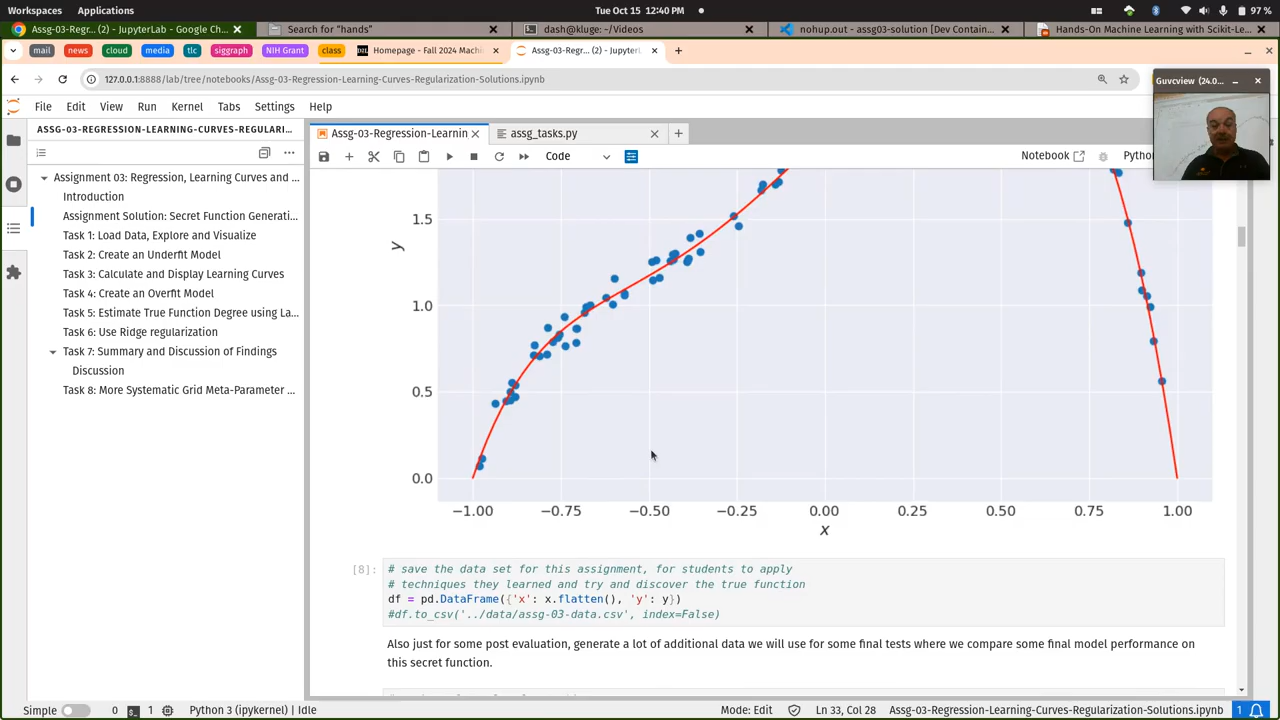 Workspaces Applications Tue Oct 15 12:40 PM 97 %
Assg-03-Regr... (2) - JupyterLab - Google C... Search for "hands" dash@kluge: ~/Videos nohup.out - assg03-solution [Dev Contain... Hands-On Machine Learning with Scikit-Le...
mail news cloud media tlc siggraph NIH Grant class Homepage - Fall 2024 Machi Assg-03-Regr... (2) - JupyterL
127.0.0.1:8888/lab/tree/notebooks/Assg-03-Regression-Learning-Curves-Regularization-Solutions.ipynb
Guvcview (24.0...
File Edit View Run Kernel Tabs Settings Help
ASSG-03-REGRESSION-LEARNING-CURVES-REGULARI...
Assg-03-Regression-Learnin assg_tasks.py
Code Notebook Python
Assignment 03: Regression, Learning Curves and ...
Introduction
Assignment Solution: Secret Function Generati...
Task 1: Load Data, Explore and Visualize
Task 2: Create an Underfit Model
Task 3: Calculate and Display Learning Curves
Task 4: Create an Overfit Model
Task 5: Estimate True Function Degree using La...
Task 6: Use Ridge regularization
Task 7: Summary and Discussion of Findings
Discussion
Task 8: More Systematic Grid Meta-Parameter ...
1.5
y
1.0
0.5
0.0
−1.00 −0.75 −0.50 −0.25 0.00 0.25 0.50 0.75 1.00
x
[8]: # save the data set for this assignment, for students to apply
# techniques they learned and try and discover the true function
df = pd.DataFrame({'x': x.flatten(), 'y': y})
#df.to_csv('../data/assg-03-data.csv', index=False)
Also just for some post evaluation, generate a lot of additional data we will use for some final tests where we compare some final model performance on
this secret function.
Simple 0 1 Python 3 (ipykernel) | Idle Mode: Edit Ln 33, Col 28 Assg-03-Regression-Learning-Curves-Regularization-Solutions.ipynb 1